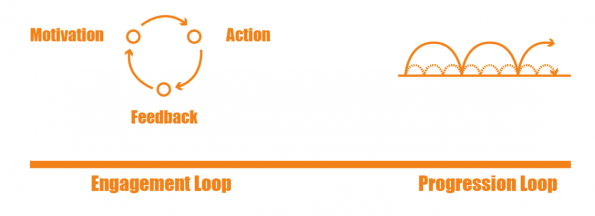 Motivation
Action
Feedback
Engagement Loop
Progression Loop